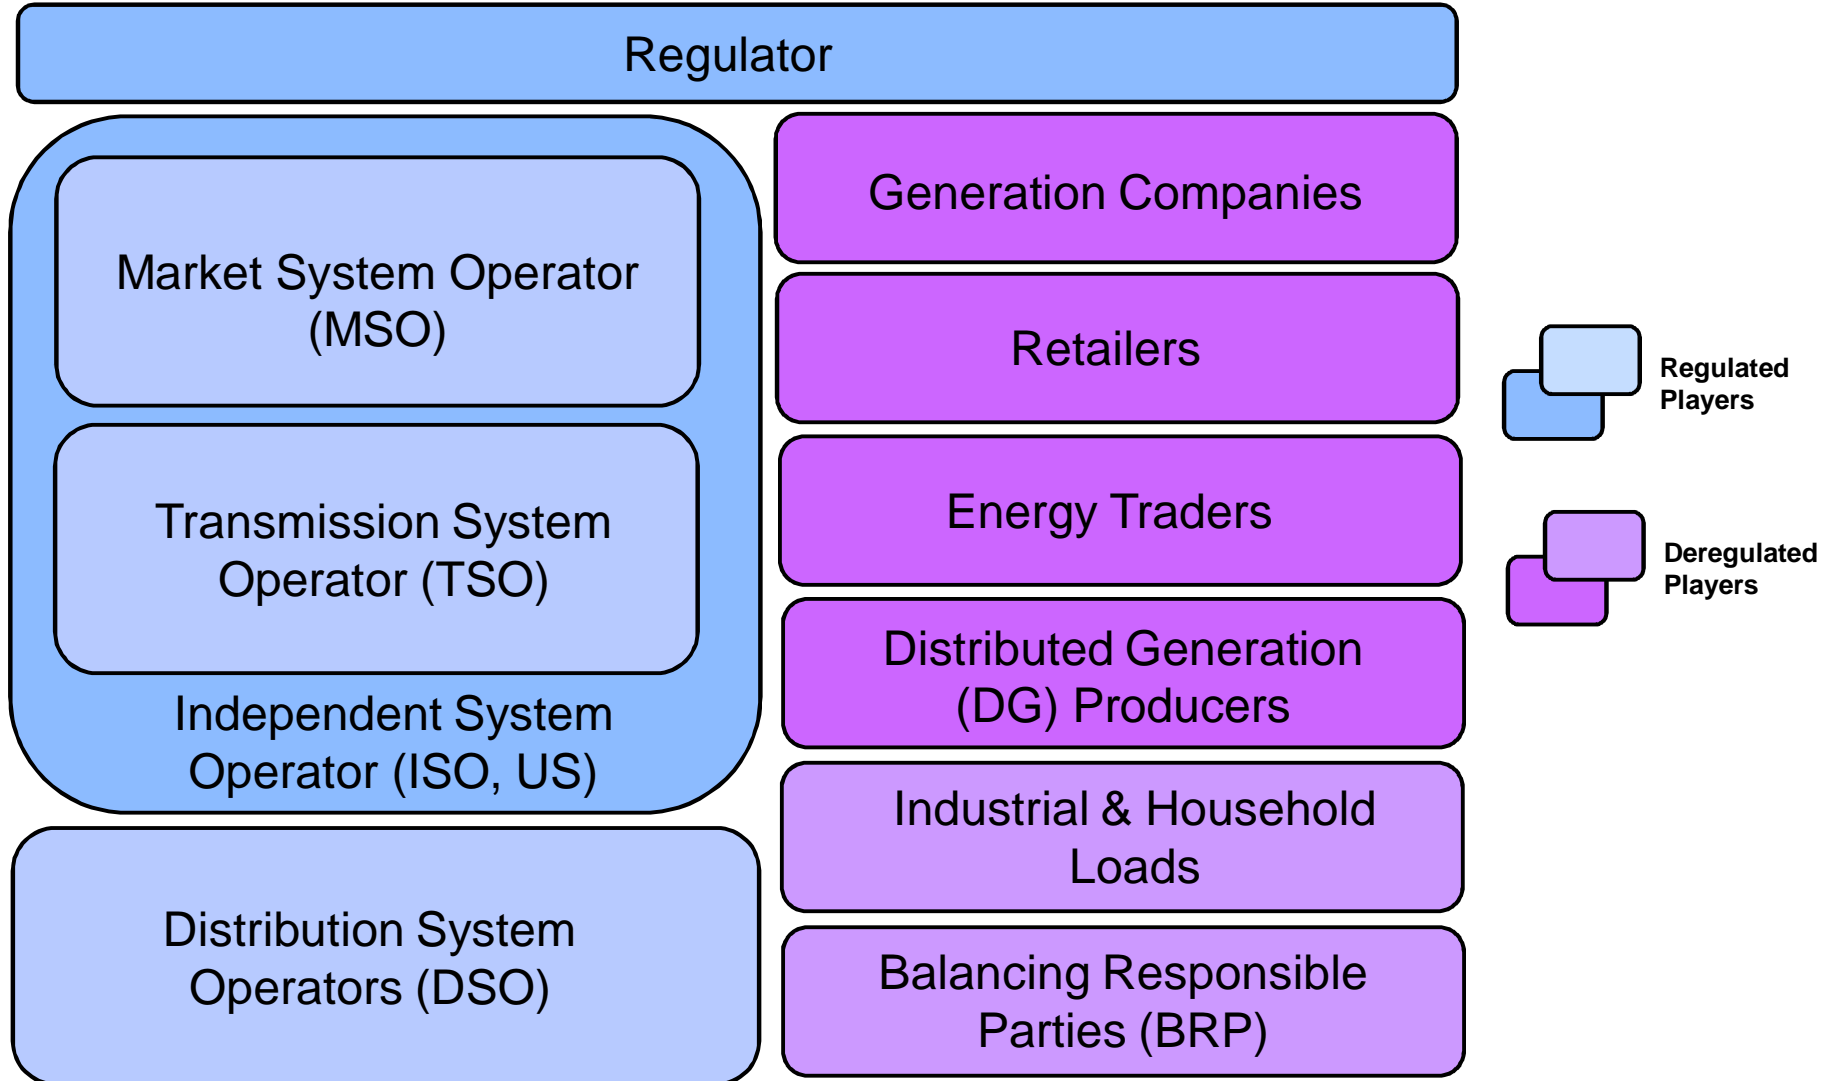 Regulator
Market System Operator
(MSO)
Transmission System
Operator (TSO)
Independent System
Operator (ISO, US)
Distribution System
Operators (DSO)
Generation Companies
Retailers
Energy Traders
Distributed Generation
(DG) Producers
Industrial & Household
Loads
Balancing Responsible
Parties (BRP)
Regulated
Players
Deregulated
Players